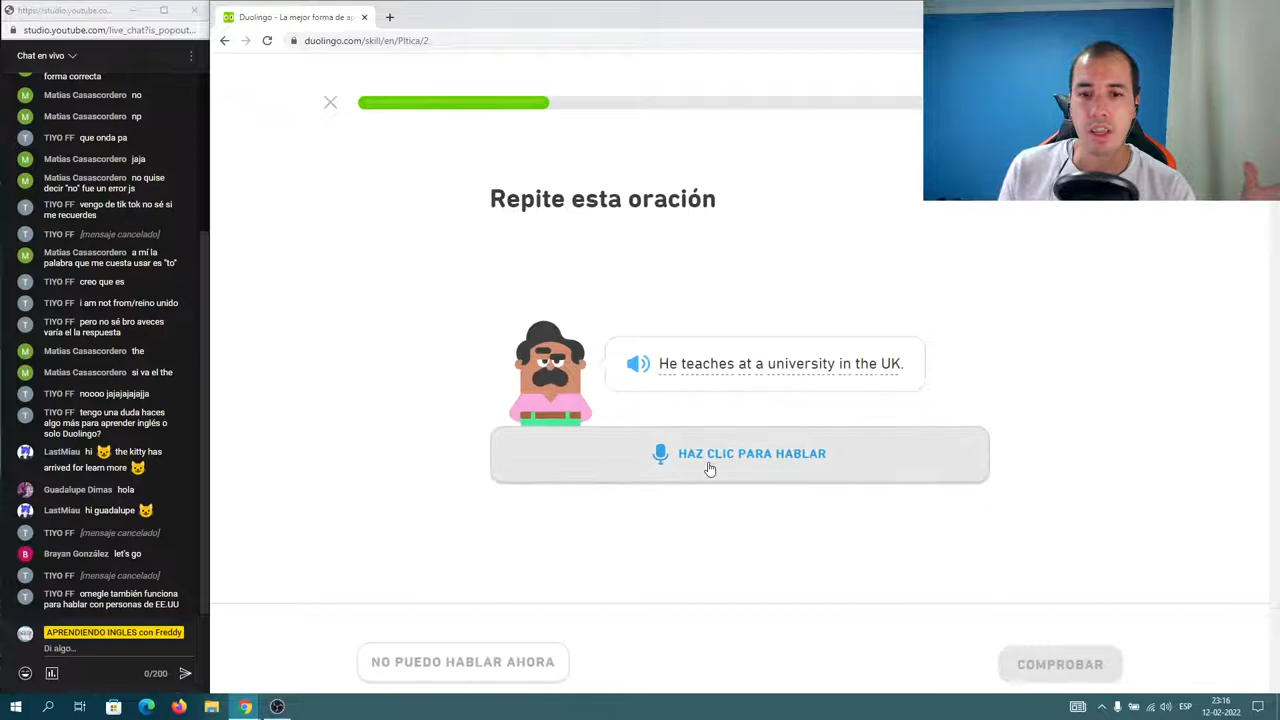 https://studio.youtube.com/live_chat?is_popout...
studio.youtube.com/live_chat?is_popout...
Chat en vivo
forma correcta
M Matias Casascordero no
M Matias Casascordero np
T TIYO FF que onda pa
M Matias Casascordero jaja
M Matias Casascordero no quise
decir "no" fue un error js
T TIYO FF vengo de tik tok no sé si
me recuerdes
T TIYO FF [mensaje cancelado]
M Matias Casascordero a mí la
palabra que me cuesta usar es "to"
T TIYO FF creo que es
T TIYO FF i am not from/reino unido
T TIYO FF pero no sé bro aveces
varía el la respuesta
M Matias Casascordero the
M Matias Casascordero si va el the
T TIYO FF noooo jajajajajajja
T TIYO FF tengo una duda haces
algo más para aprender inglés o
solo Duolingo?
LastMiau hi 😺 the kitty has
arrived for learn more 😺
Guadalupe Dimas hola
LastMiau hi guadalupe 😺
T TIYO FF [mensaje cancelado]
B Brayan González let's go
T TIYO FF [mensaje cancelado]
T TIYO FF omegle también funciona
para hablar con personas de EE.UU
APRENDIENDO INGLES con Freddy
Di algo...
0/200
Duolingo - La mejor forma de ap
duolingo.com/skill/en/Pltica/2
Repite esta oración
He teaches at a university in the UK.
HAZ CLIC PARA HABLAR
NO PUEDO HABLAR AHORA
COMPROBAR
ESP
23:16
12-02-2022